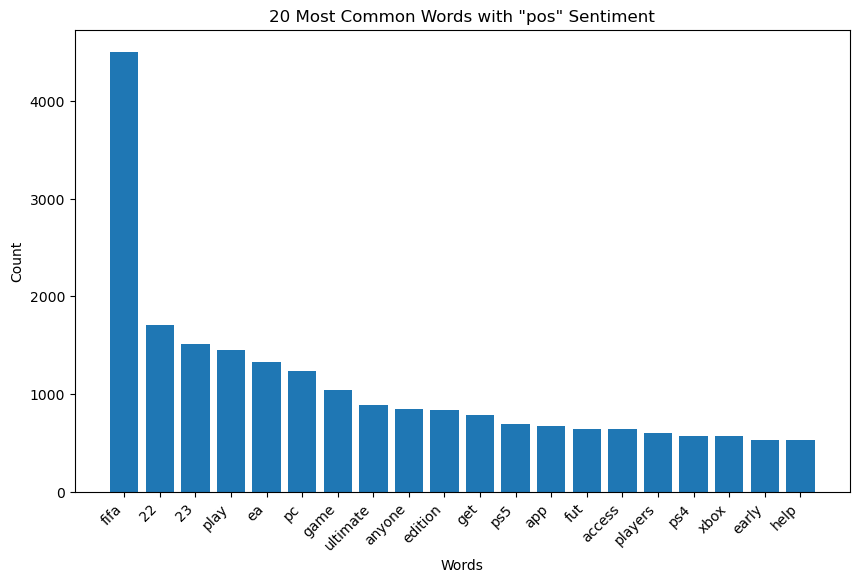 20 Most Common Words with "pos" Sentiment
Count
4000
3000
2000
1000
0
fifa
22
23
play
ea
pc
game
ultimate
anyone
edition
get
ps5
app
fut
access
players
ps4
xbox
early
help
Words